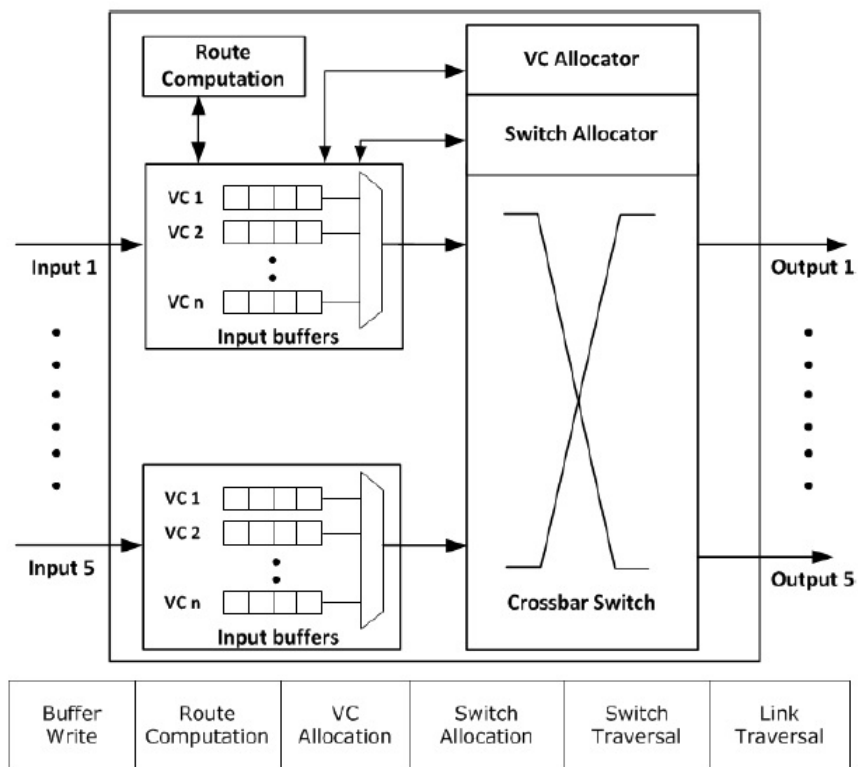 Route
Computation
VC Allocator
Switch Allocator
VC 1
VC 2
VC n
Input buffers
Input 1
Output 1
VC 1
VC 2
VC n
Input buffers
Input 5
Crossbar Switch
Output 5
Buffer
Write
Route
Computation
VC
Allocation
Switch
Allocation
Switch
Traversal
Link
Traversal